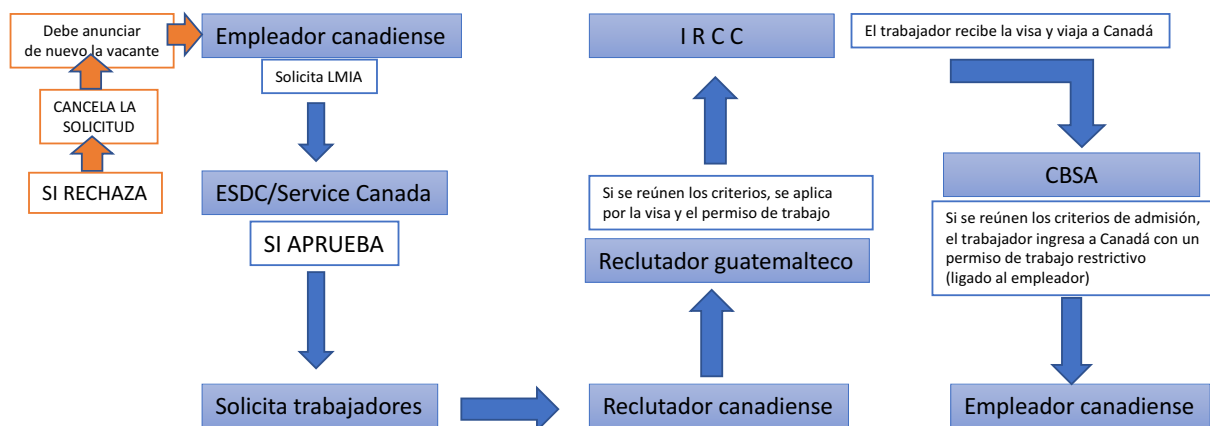 Debe anunciar
de nuevo la vacante
CANCELA LA
SOLICITUD
SI RECHAZA
Empleador canadiense
Solicita LMIA
ESDC/Service Canada
SI APRUEBA
Solicita trabajadores
I R C C
Si se reúnen los criterios, se aplica
por la visa y el permiso de trabajo
Reclutador guatemalteco
Reclutador canadiense
El trabajador recibe la visa y viaja a Canadá
CBSA
Si se reúnen los criterios de admisión,
el trabajador ingresa a Canadá con un
permiso de trabajo restrictivo
(ligado al empleador)
Empleador canadiense